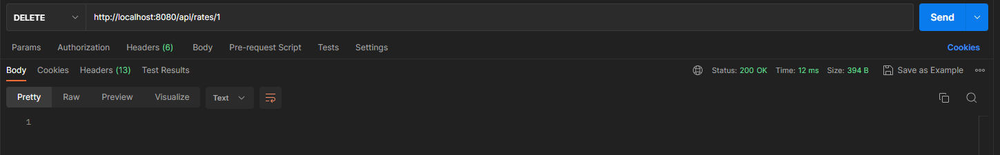 DELETE http://localhost:8080/api/rates/1 Send
Params Authorization Headers (6) Body Pre-request Script Tests Settings Cookies
Body Cookies Headers (13) Test Results Status: 200 OK Time: 12 ms Size: 394 B Save as Example
Pretty Raw Preview Visualize Text
1